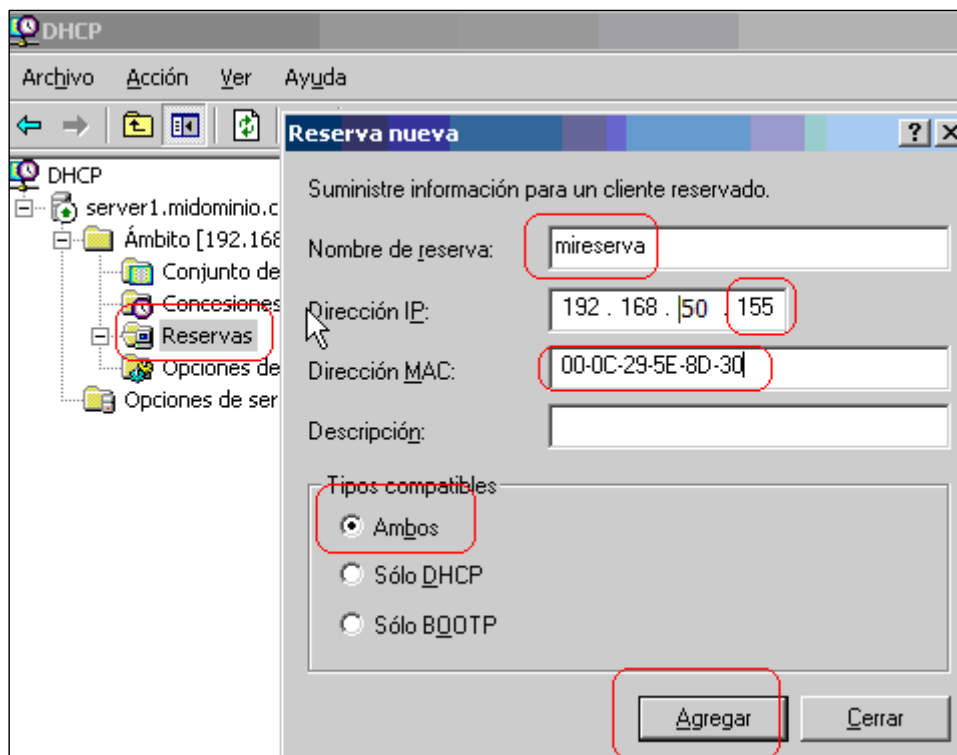 DHCP
Archivo Acción Ver Ayuda
Reserva nueva
DHCP
server1.midominio.c
Ámbito [192.168
Conjunto de
Concesiones
Reservas
Opciones de
Opciones de ser
Suministre información para un cliente reservado.
Nombre de reserva: mireserva
Dirección IP: 192 . 168 . 50 . 155
Dirección MAC: 00-0C-29-5E-8D-30
Descripción:
Tipos compatibles
Ambos
Sólo DHCP
Sólo BOOTP
Agregar Cerrar